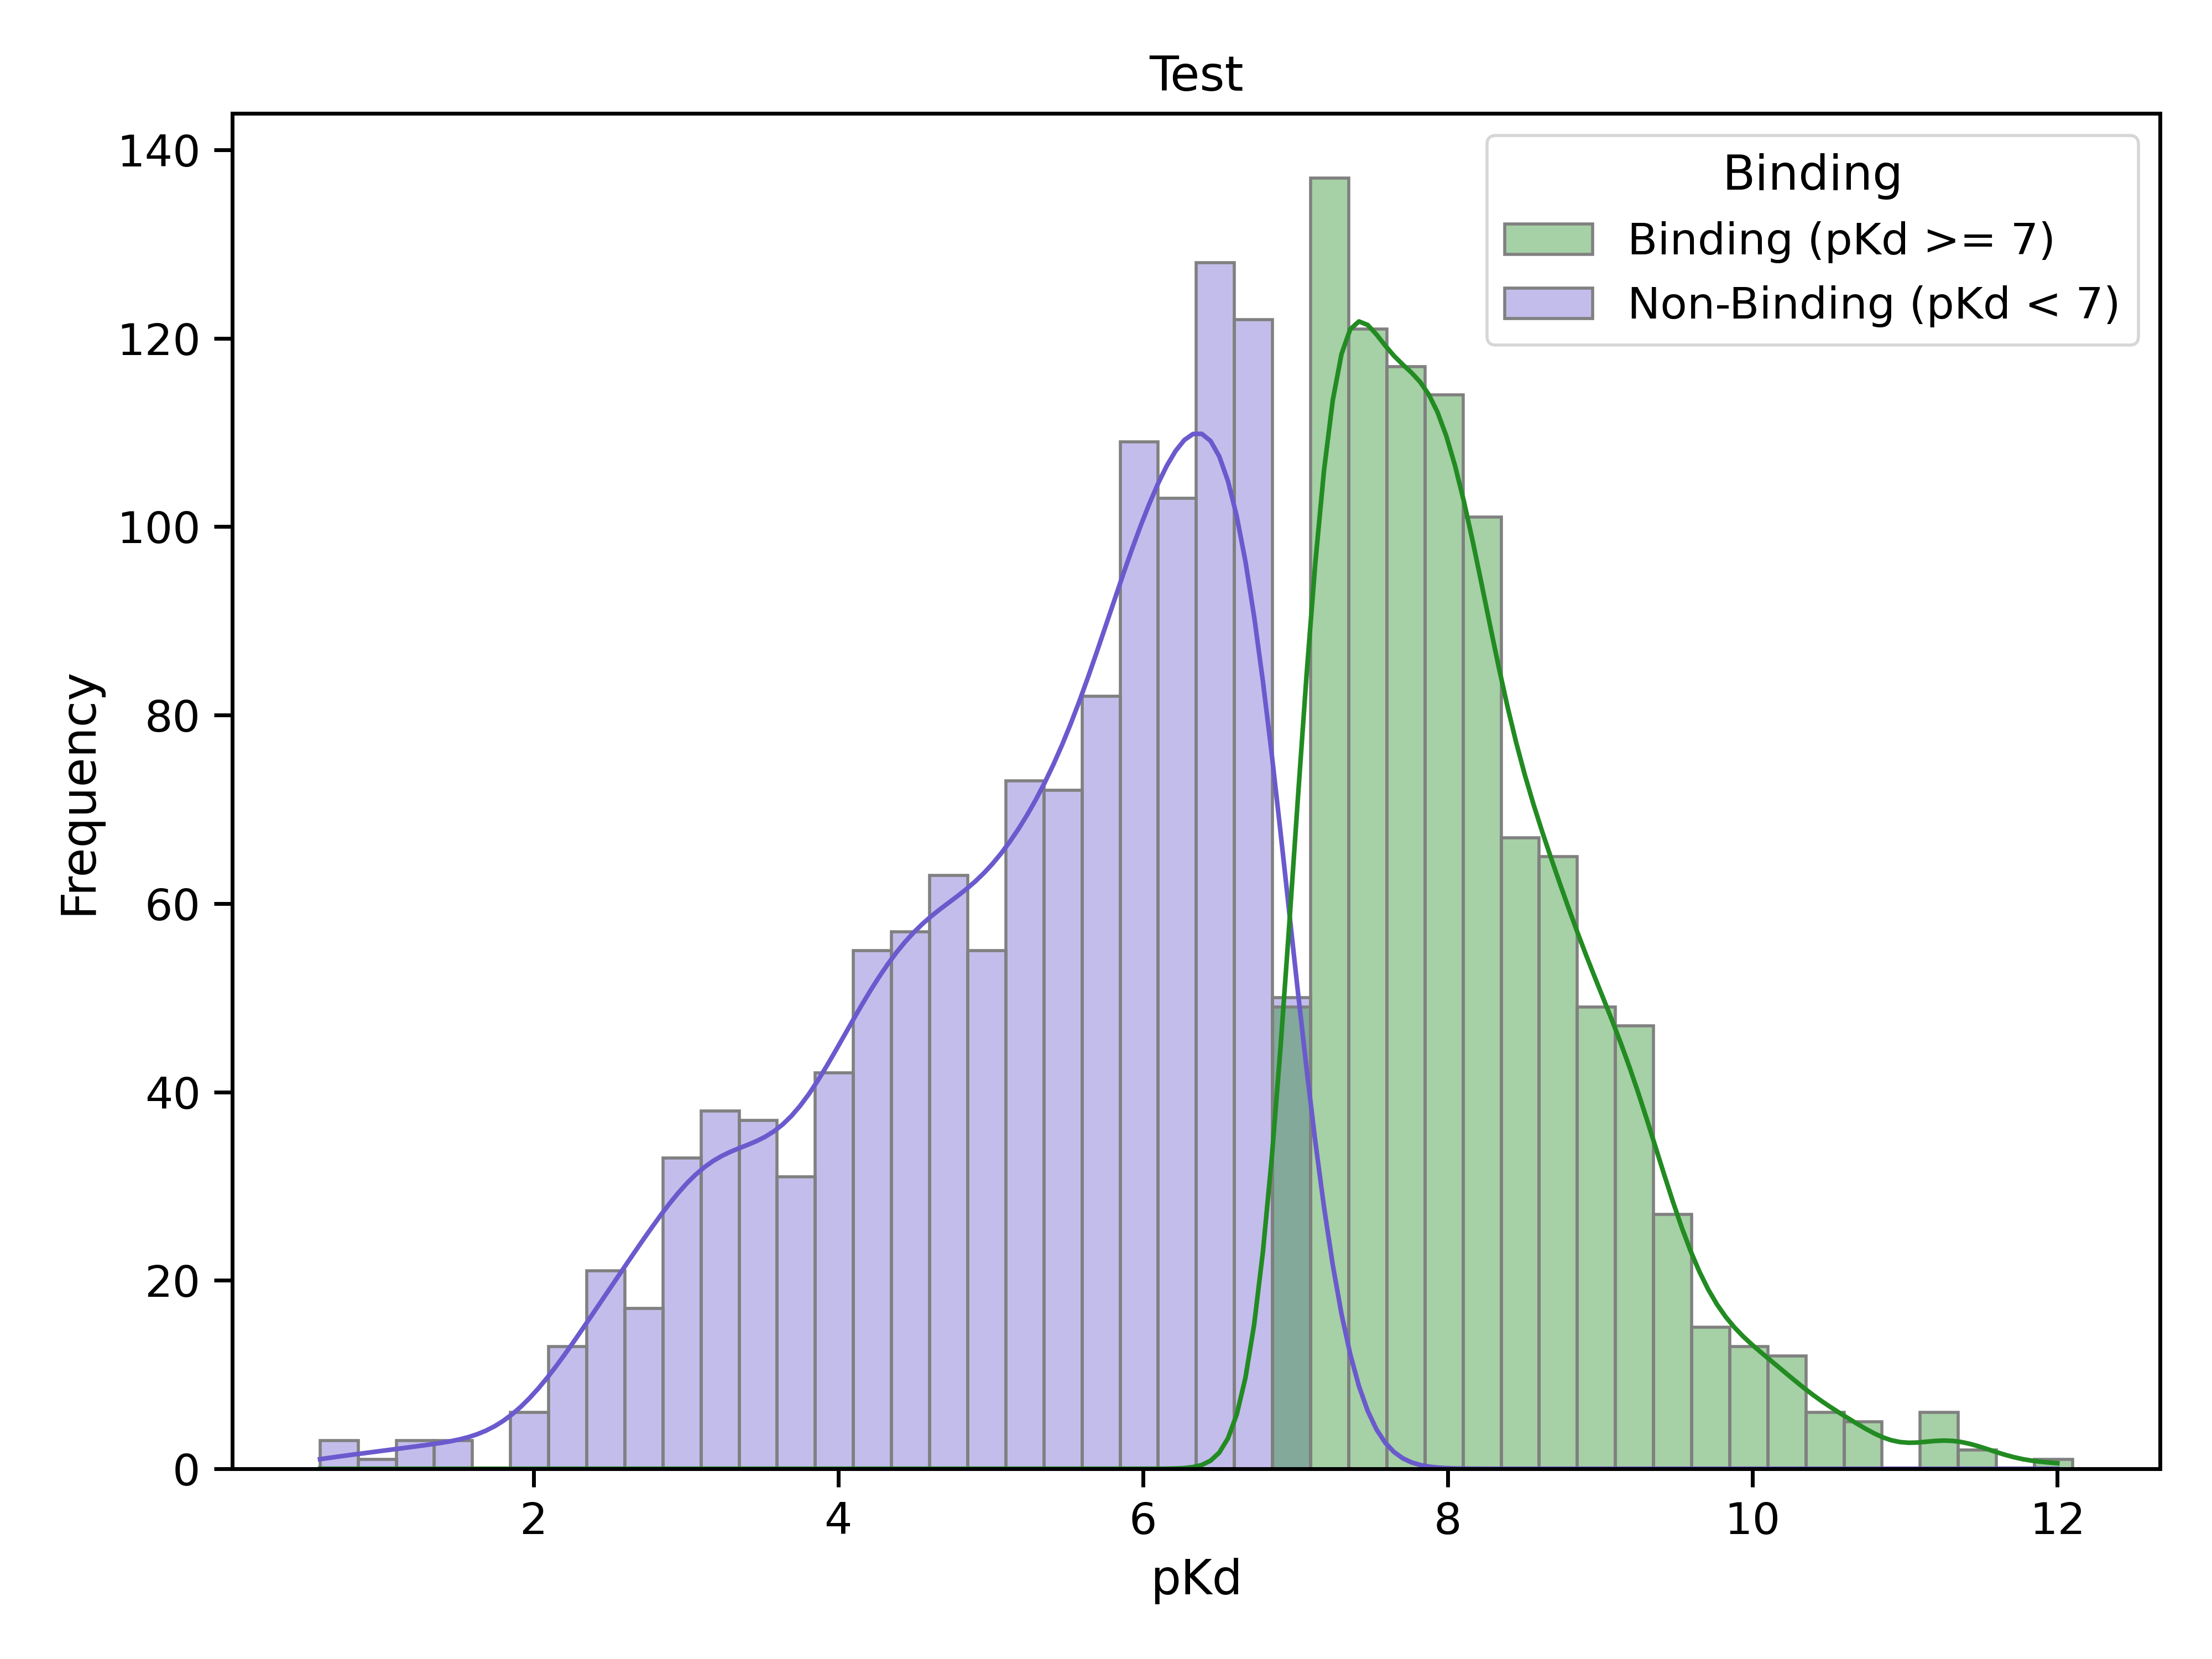 Test
Binding
Binding (pKd >= 7)
Non-Binding (pKd < 7)
140
120
100
80
60
40
20
0
Frequency
2 4 6 8 10 12
pKd